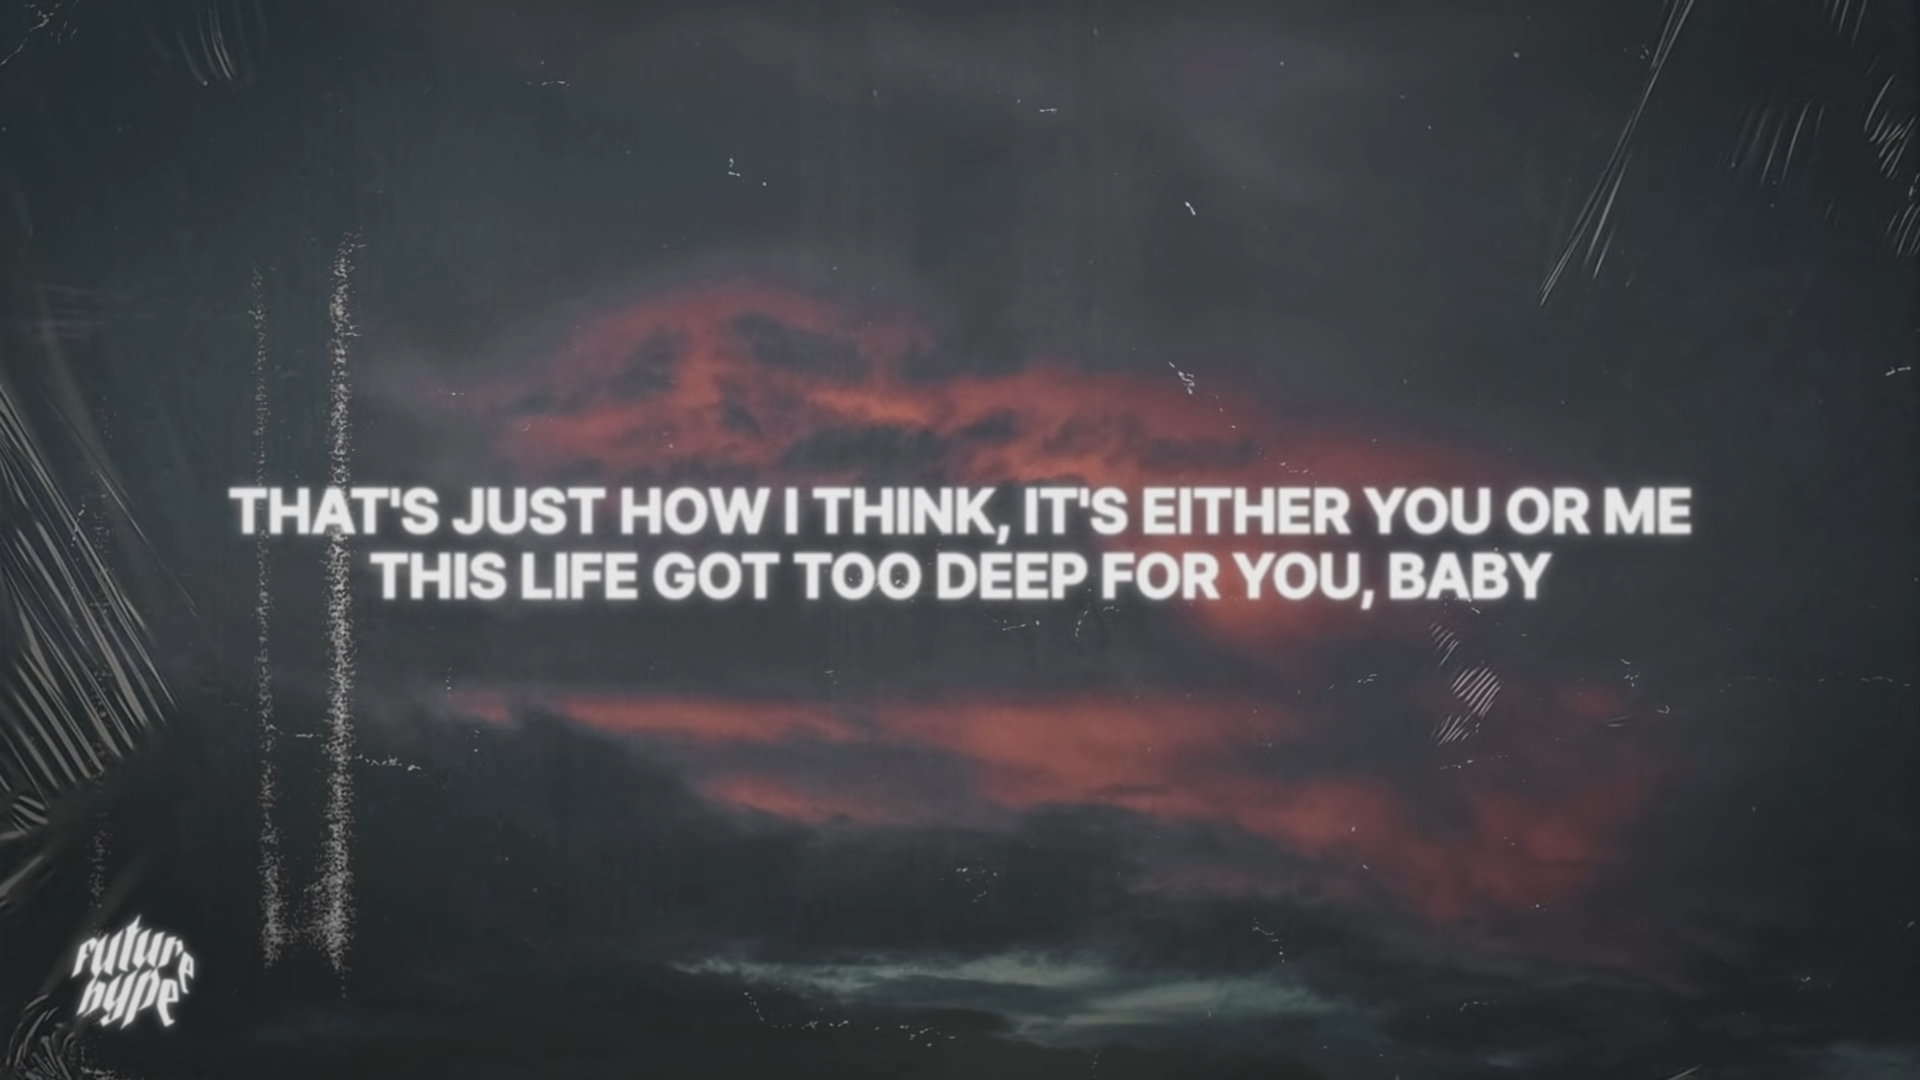 THAT'S JUST HOW I THINK, IT'S EITHER YOU OR ME
THIS LIFE GOT TOO DEEP FOR YOU, BABY
future
hype